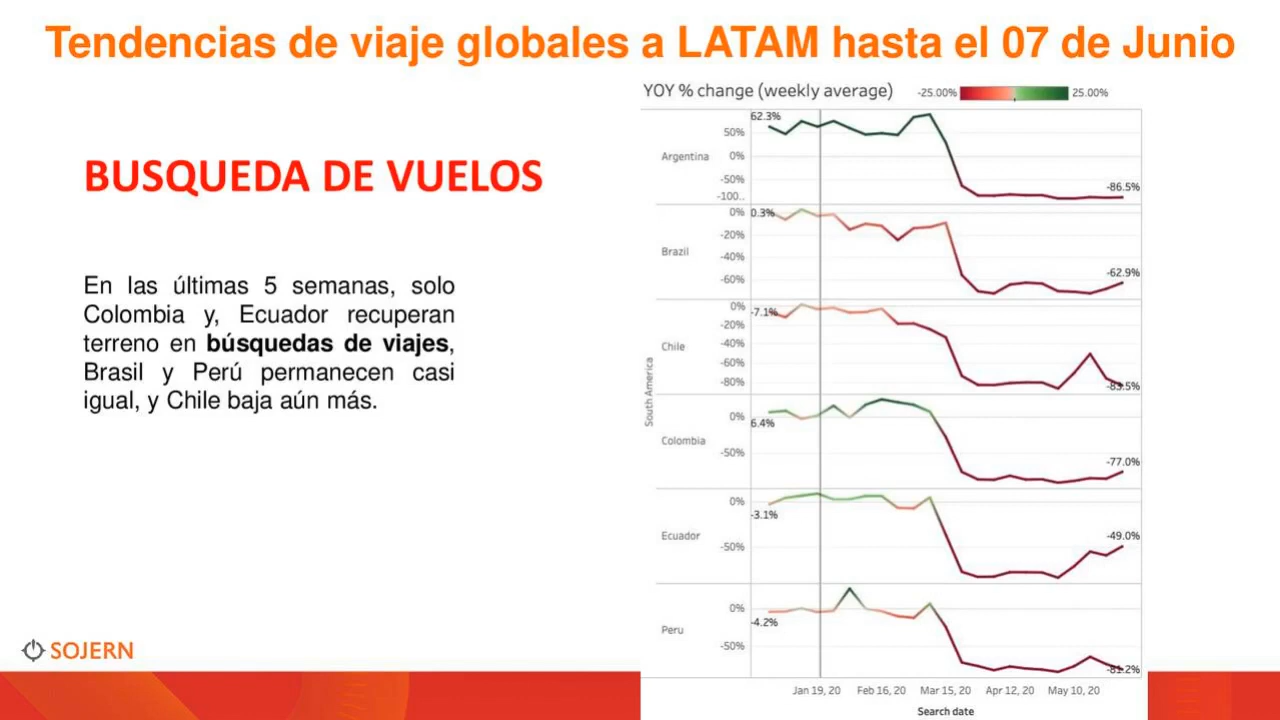 Tendencias de viaje globales a LATAM hasta el 07 de Junio
BUSQUEDA DE VUELOS
En las últimas 5 semanas, solo
Colombia y, Ecuador recuperan
terreno en búsquedas de viajes,
Brasil y Perú permanecen casi
igual, y Chile baja aún más.
SOJERN
YOY % change (weekly average)
-25.00% 25.00%
South America
Argentina
62.3%
50%
0%
-50%
-100..
-86.5%
Brazil
0%
0.3%
-20%
-40%
-60%
-62.9%
Chile
0%
-7.1%
-20%
-40%
-60%
-80%
-83.5%
Colombia
0%
6.4%
-50%
-77.0%
Ecuador
0%
-3.1%
-50%
-49.0%
Peru
0%
-4.2%
-50%
-81.2%
Jan 19, 20 Feb 16, 20 Mar 15, 20 Apr 12, 20 May 10, 20
Search date